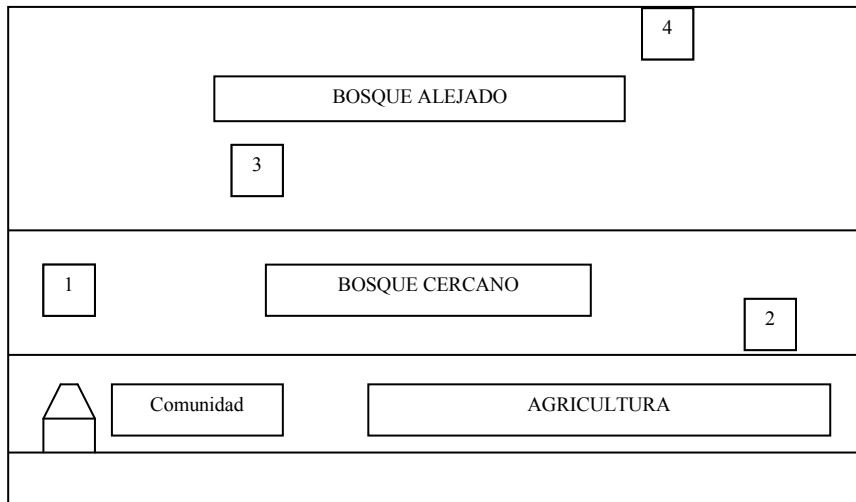 4
BOSQUE ALEJADO
3
1
BOSQUE CERCANO
2
Comunidad
AGRICULTURA